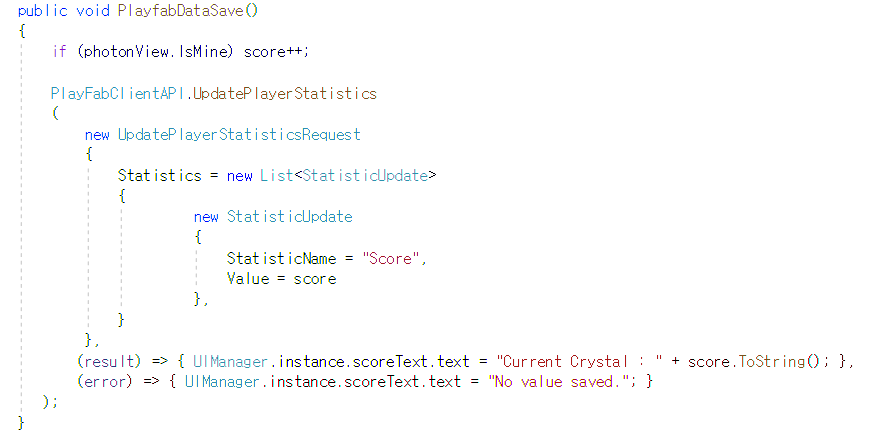 public void PlayfabDataSave()
{
if (photonView.IsMine) score++;
PlayFabClientAPI.UpdatePlayerStatistics
(
new UpdatePlayerStatisticsRequest
{
Statistics = new List<StatisticUpdate>
{
new StatisticUpdate
{
StatisticName = "Score",
Value = score
},
}
},
(result) => { UIManager.instance.scoreText.text = "Current Crystal : " + score.ToString(); },
(error) => { UIManager.instance.scoreText.text = "No value saved."; }
);
}